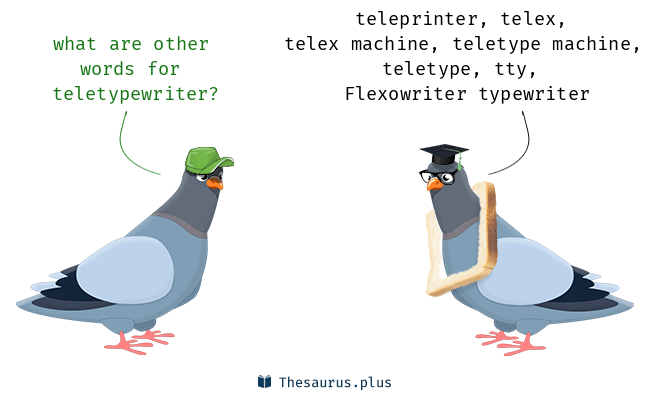 what are other
words for
teletypewriter?
teleprinter, telex,
telex machine, teletype machine,
teletype, tty,
Flexowriter typewriter
Thesaurus.plus